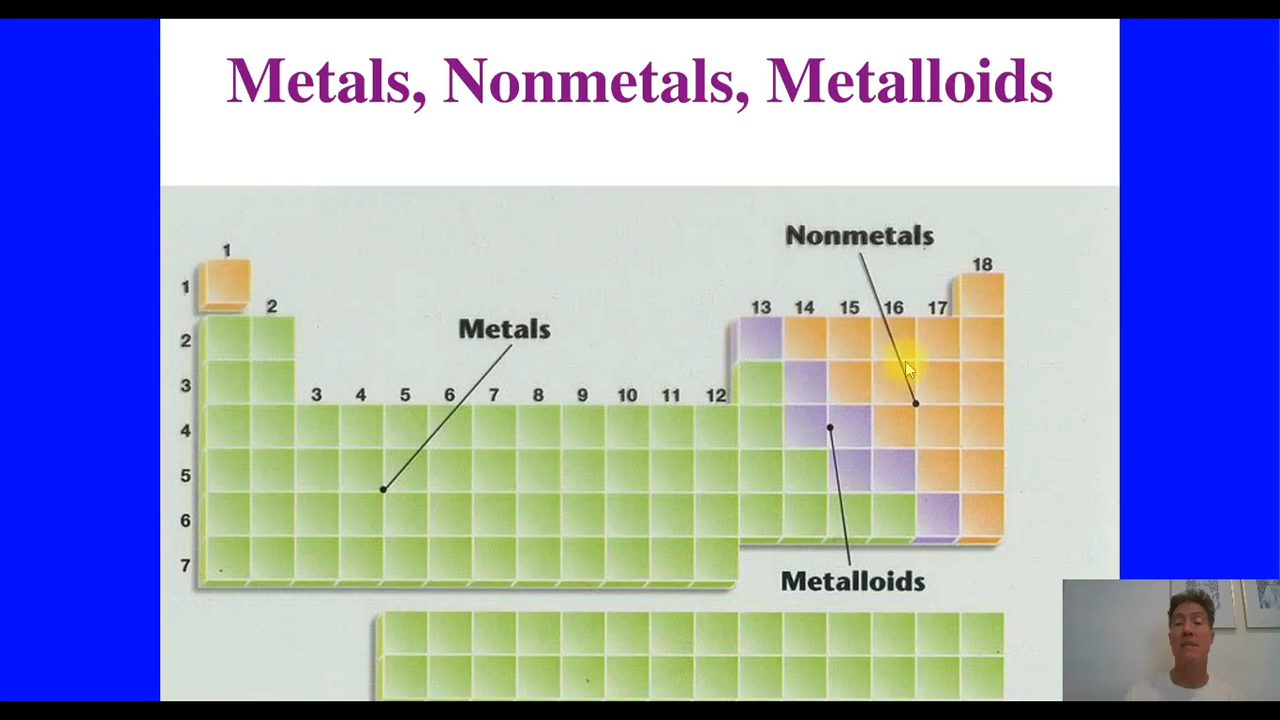 Metals, Nonmetals, Metalloids
Nonmetals
1
18
1
2
13 14 15 16 17
Metals
2
3
3 4 5 6 7 8 9 10 11 12
4
5
6
7
Metalloids